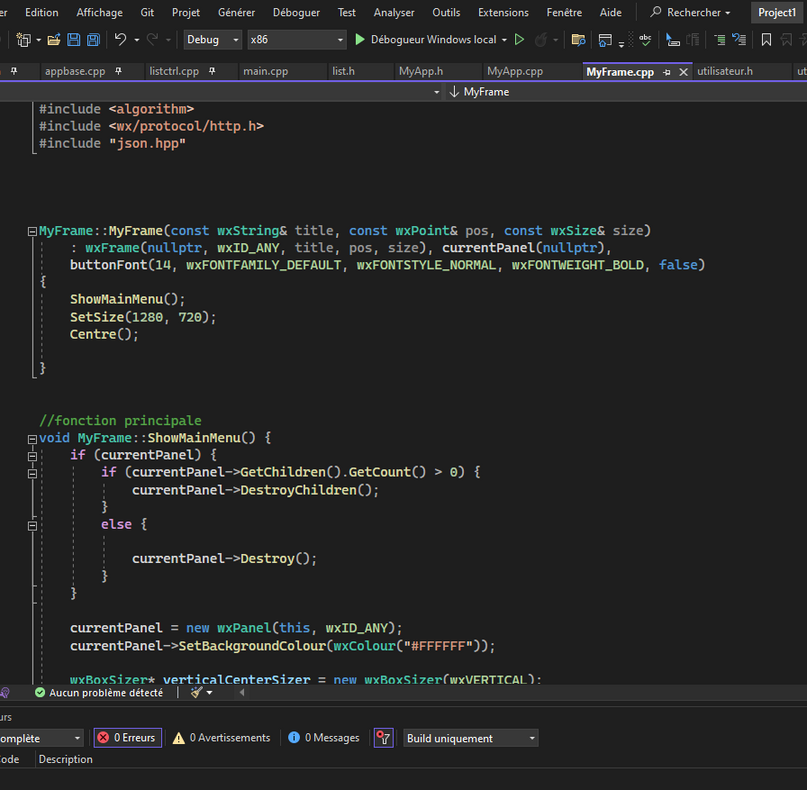 Edition Affichage Git Projet Générer Déboguer Test Analyser Outils Extensions Fenêtre Aide Rechercher Project1
Debug x86 Débogueur Windows local
appbase.cpp listctrl.cpp main.cpp list.h MyApp.h MyApp.cpp MyFrame.cpp utilisateur.h ut
MyFrame
#include <algorithm>
#include <wx/protocol/http.h>
#include "json.hpp"
MyFrame::MyFrame(const wxString& title, const wxPoint& pos, const wxSize& size)
: wxFrame(nullptr, wxID_ANY, title, pos, size), currentPanel(nullptr),
buttonFont(14, wxFONTFAMILY_DEFAULT, wxFONTSTYLE_NORMAL, wxFONTWEIGHT_BOLD, false)
{
ShowMainMenu();
SetSize(1280, 720);
Centre();
}
//fonction principale
void MyFrame::ShowMainMenu() {
if (currentPanel) {
if (currentPanel->GetChildren().GetCount() > 0) {
currentPanel->DestroyChildren();
}
else {
currentPanel->Destroy();
}
}
currentPanel = new wxPanel(this, wxID_ANY);
currentPanel->SetBackgroundColour(wxColour("#FFFFFF"));
wxBoxSizer* verticalCenterSizer = new wxBoxSizer(wxVERTICAL);
Aucun problème détecté
urs
omplète 0 Erreurs 0 Avertissements 0 Messages Build uniquement
ode Description